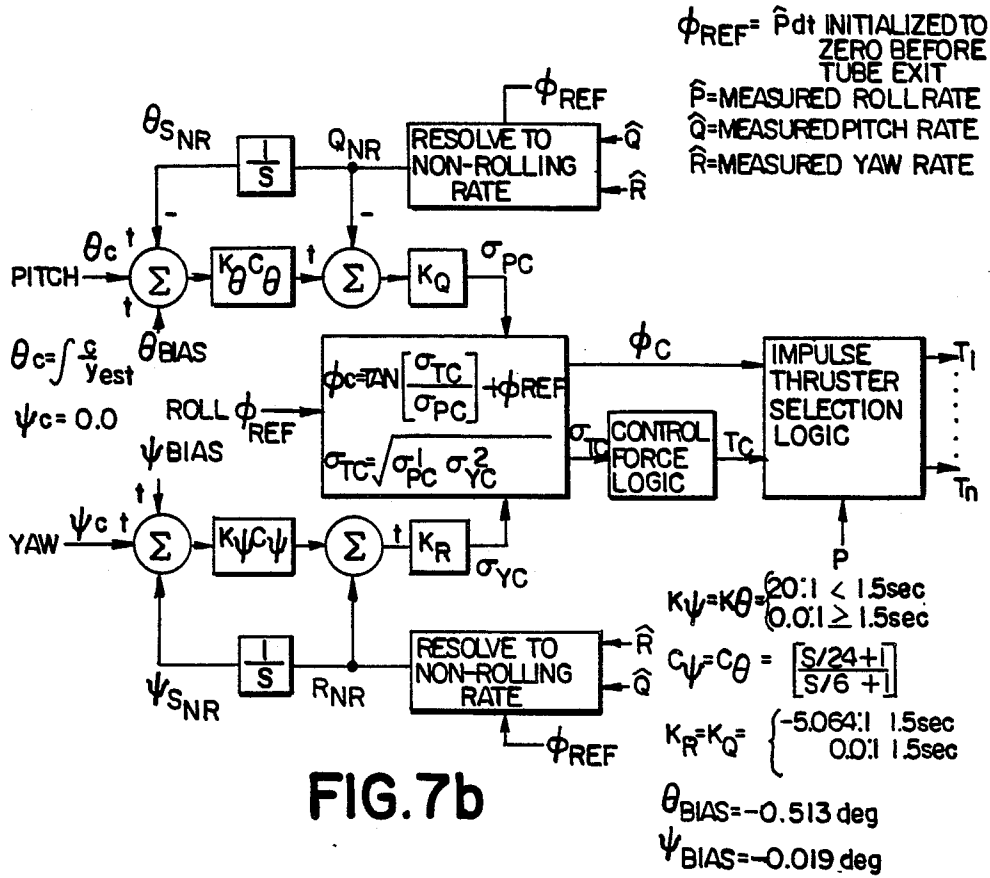 ϕREF = P̂dt INITIALIZED TO
ZERO BEFORE
TUBE EXIT
P̂=MEASURED ROLL RATE
Q̂=MEASURED PITCH RATE
R̂=MEASURED YAW RATE
ϕREF
θSNR
1/S
QNR
RESOLVE TO
NON-ROLLING
RATE
Q̂
R̂
-
-
PITCH
θc
t
Σ
t
θBIAS
KθCθ
t
Σ
KQ
σPC
θc=∫c/yest
ψc=0.0
ROLL ϕREF
ϕc=TAN[σTC/σPC]+ϕREF
σTC=√σPC1 σYC2
ϕC
σTC
CONTROL
FORCE
LOGIC
TC
IMPULSE
THRUSTER
SELECTION
LOGIC
T1
Tn
P
ψBIAS
t
YAW
ψc
t
Σ
KψCψ
Σ
t
KR
σYC
ψSNR
1/S
RNR
RESOLVE TO
NON-ROLLING
RATE
R̂
Q̂
ϕREF
Kψ=Kθ={20:1 < 1.5sec
0.0:1 ≥ 1.5sec
Cψ=Cθ = [S/24+1]/[S/6 +1]
KR=KQ= {-5.064:1 1.5sec
0.0:1 1.5sec
θBIAS=-0.513 deg
ψBIAS=-0.019 deg
FIG.7b